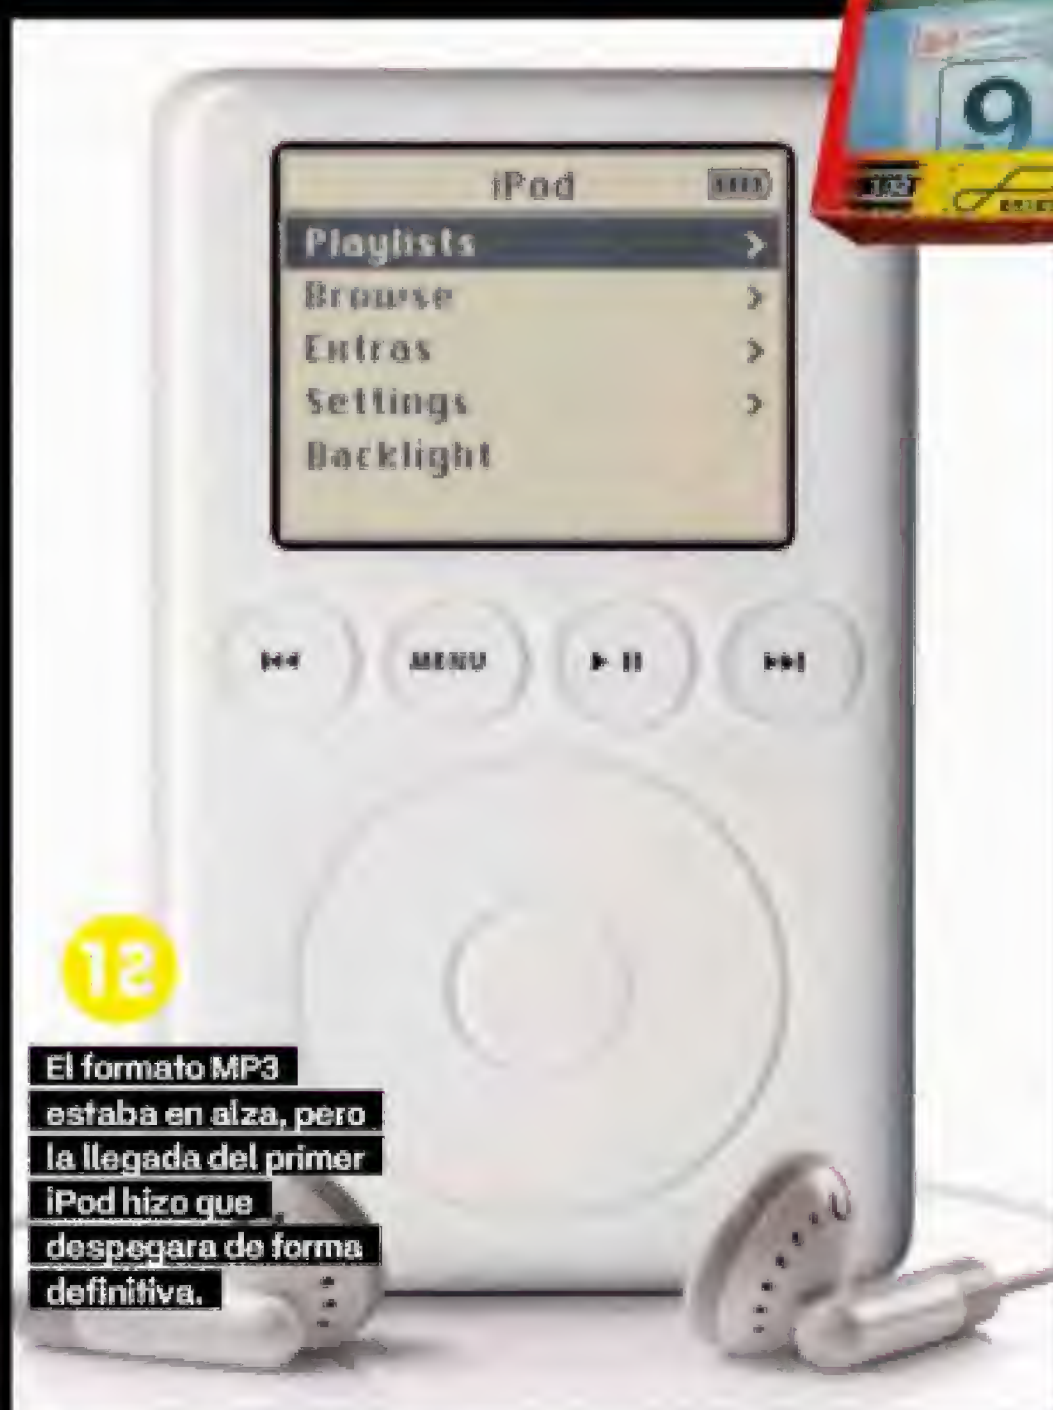 9
iPod
Playlists
Browse
Extras
Settings
Backlight
MENU
12
El formato MP3
estaba en alza, pero
la llegada del primer
iPod hizo que
despegara de forma
definitiva.